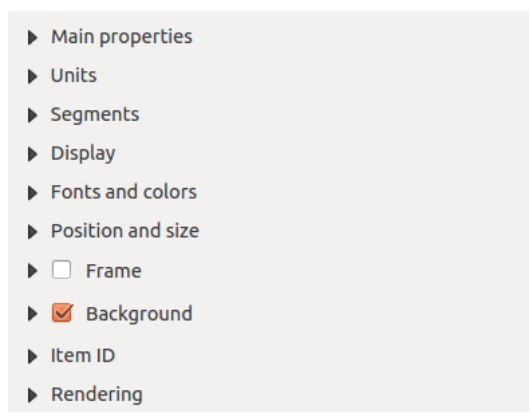 Main properties
Units
Segments
Display
Fonts and colors
Position and size
Frame
Background
Item ID
Rendering